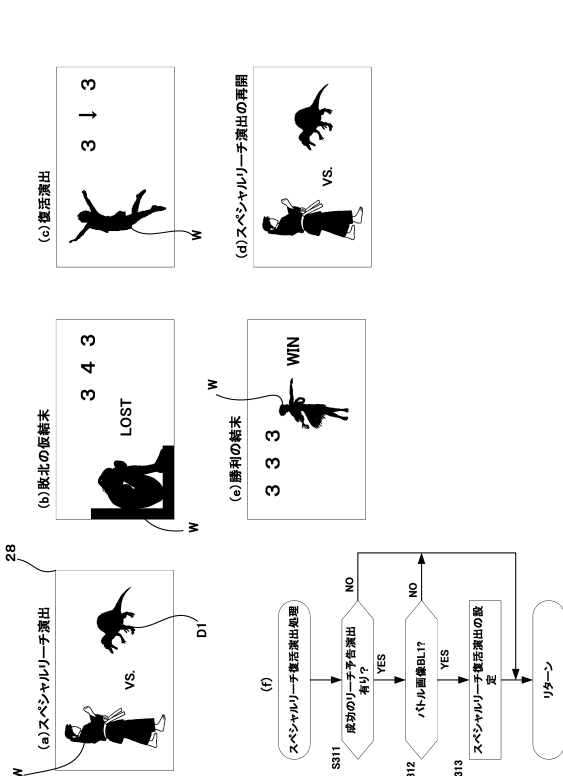 28
(a)スペシャルリーチ演出
W
VS.
D1
(b)敗北の仮結末
3 4 3
LOST
W
(c)復活演出
3 ↓ 3
W
(d)スペシャルリーチ演出の再開
VS.
(e)勝利の結末
3 3 3
WIN
W
(f)
スペシャルリーチ復活演出処理
S311
成功のリーチ予告演出
有り?
NO
YES
312
バトル画像BL1?
NO
YES
313
スペシャルリーチ復活演出の設
定
リターン